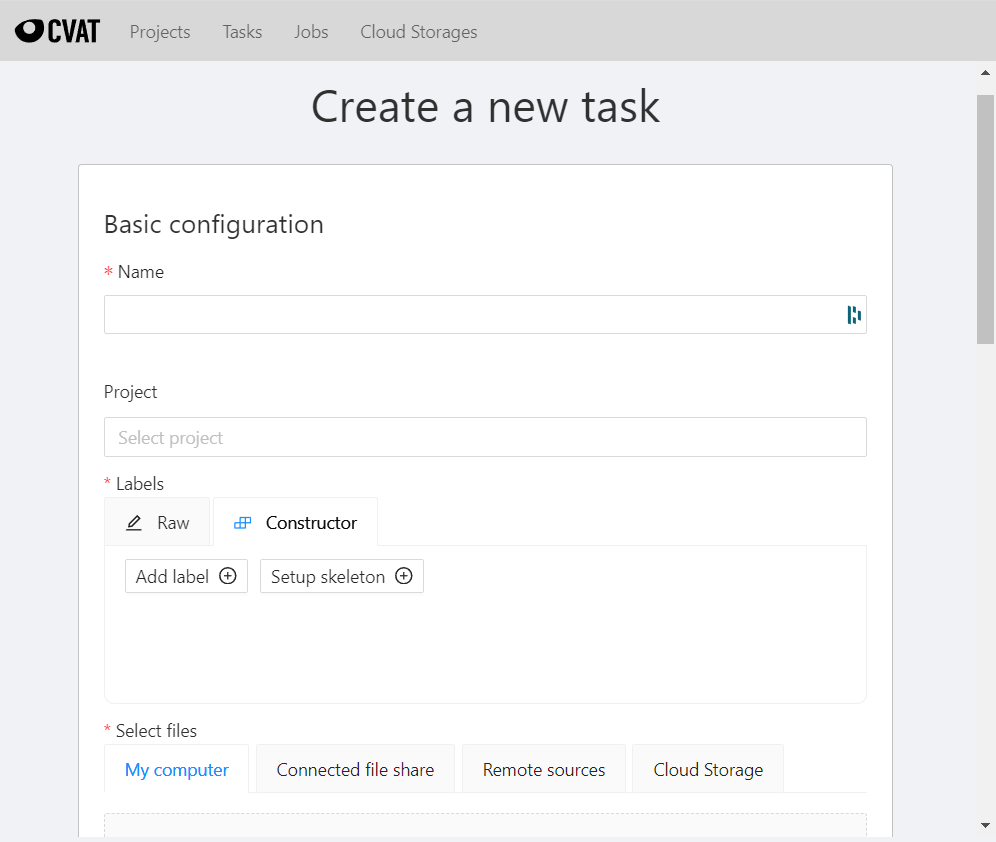 CVAT Projects Tasks Jobs Cloud Storages
Create a new task
Basic configuration
* Name
Project
Select project
* Labels
Raw Constructor
Add label Setup skeleton
* Select files
My computer Connected file share Remote sources Cloud Storage